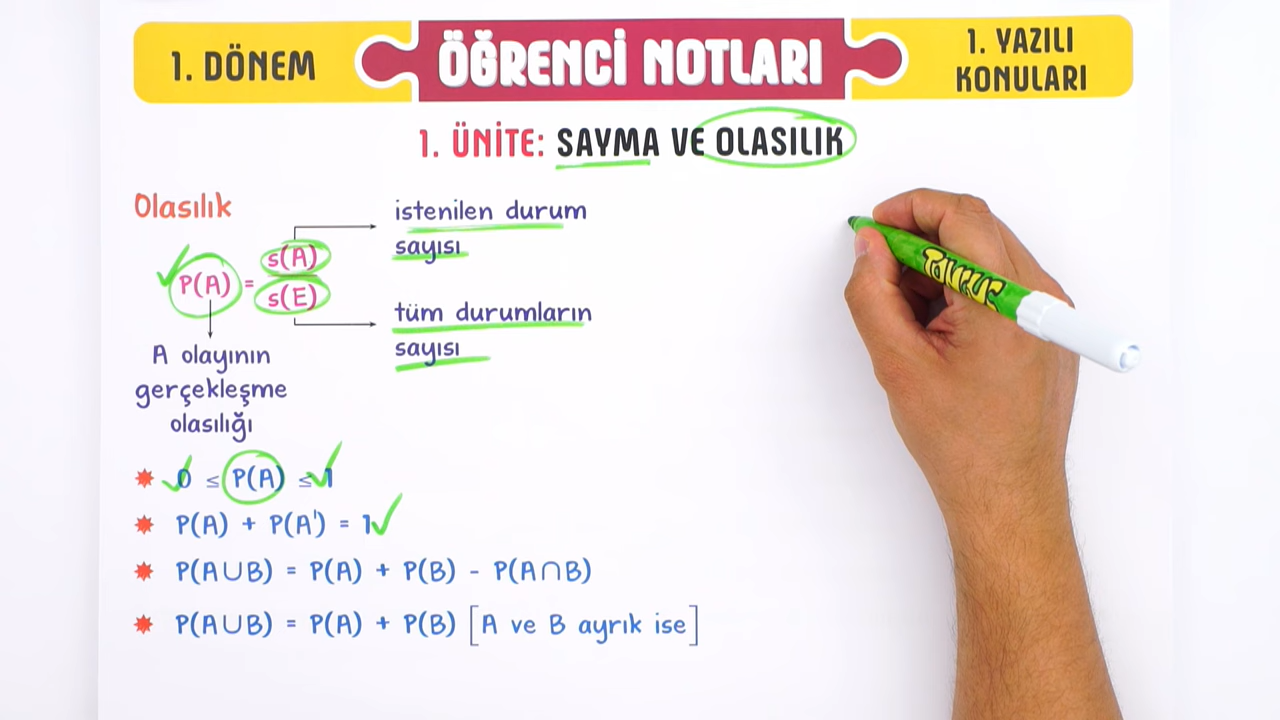 1. DÖNEM
ÖĞRENCİ NOTLARI
1. YAZILI
KONULARI
1. ÜNİTE: SAYMA VE OLASILIK
Olasılık
P(A) = s(A) / s(E)
istenilen durum
sayısı
tüm durumların
sayısı
A olayının
gerçekleşme
olasılığı
0 ≤ P(A) ≤ 1
P(A) + P(A') = 1
P(A∪B) = P(A) + P(B) - P(A∩B)
P(A∪B) = P(A) + P(B) [A ve B ayrık ise]